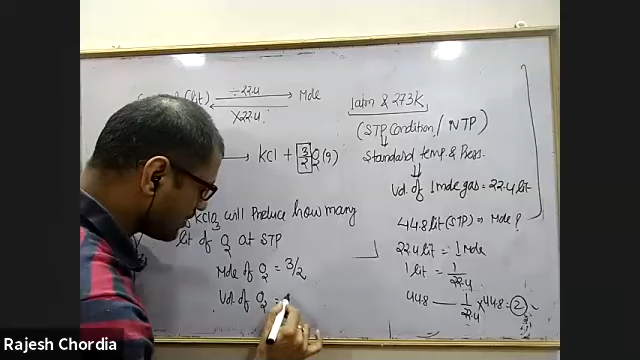 (lit) ÷22.4 Mole
X22.4
1atm & 273K
(STP Condition / NTP)
Standard temp. & Press.
Vol. of 1 mole gas = 22.4 lit
44.8 lit (STP) = Mole ?
22.4 lit = 1 Mole
1 lit = 1/22.4
44.8 — 1/22.4 × 44.8 = 2
KCl + 3/2 O2(g)
KClO3 will Produce how many
lit of O2 at STP
Mole of O2 = 3/2
Vol. of O2 =
Rajesh Chordia